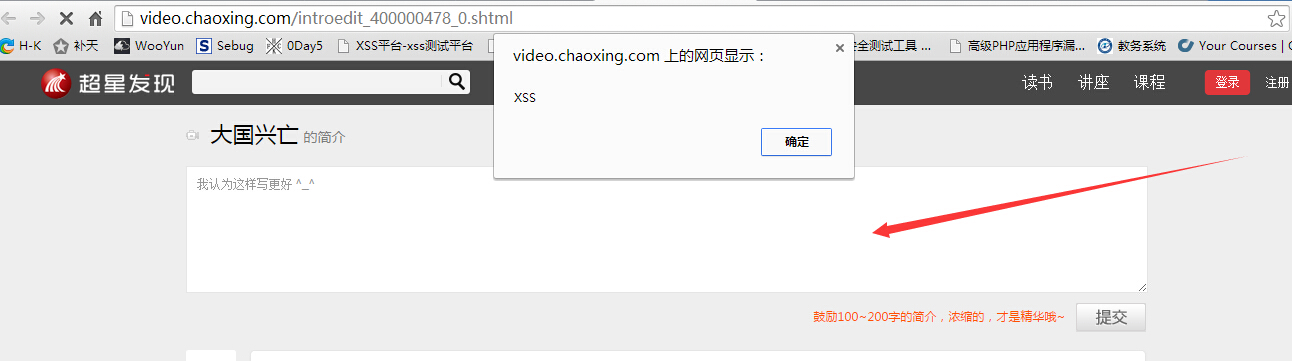 video.chaoxing.com/introedit_400000478_0.shtml
H-K 补天 WooYun Sebug 0Day5 XSS平台-xss测试平台 全测试工具 ... 高级PHP应用程序漏... 教务系统 Your Courses | C
video.chaoxing.com 上的网页显示：
XSS
确定
超星发现 读书 讲座 课程 登录 注册
大国兴亡 的简介
我认为这样写更好 ^_^
鼓励100~200字的简介，浓缩的，才是精华哦~ 提交